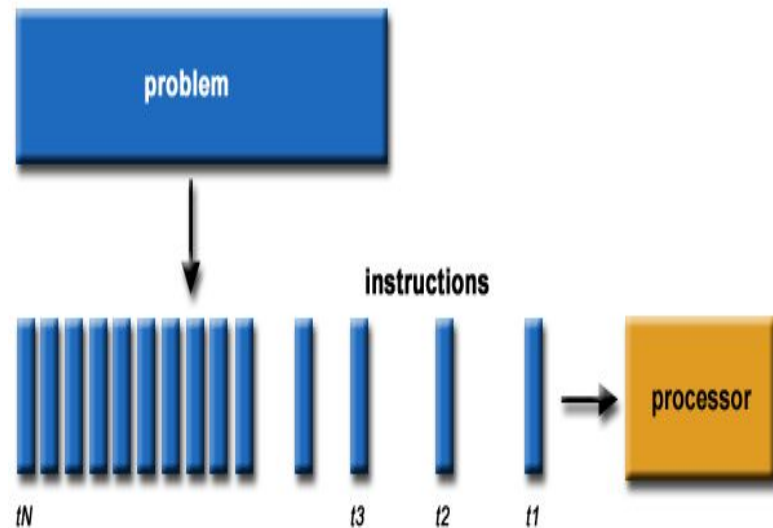 problem
instructions
processor
tN
t3
t2
t1